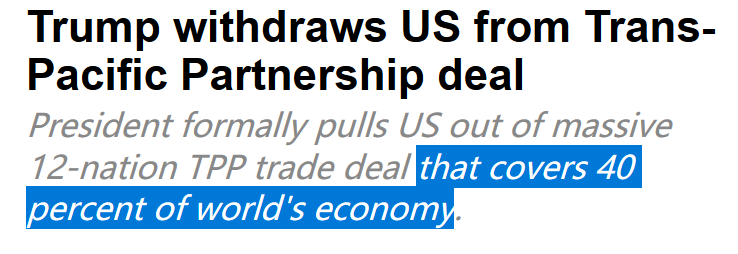 Trump withdraws US from Trans-
Pacific Partnership deal
President formally pulls US out of massive
12-nation TPP trade deal that covers 40
percent of world's economy.